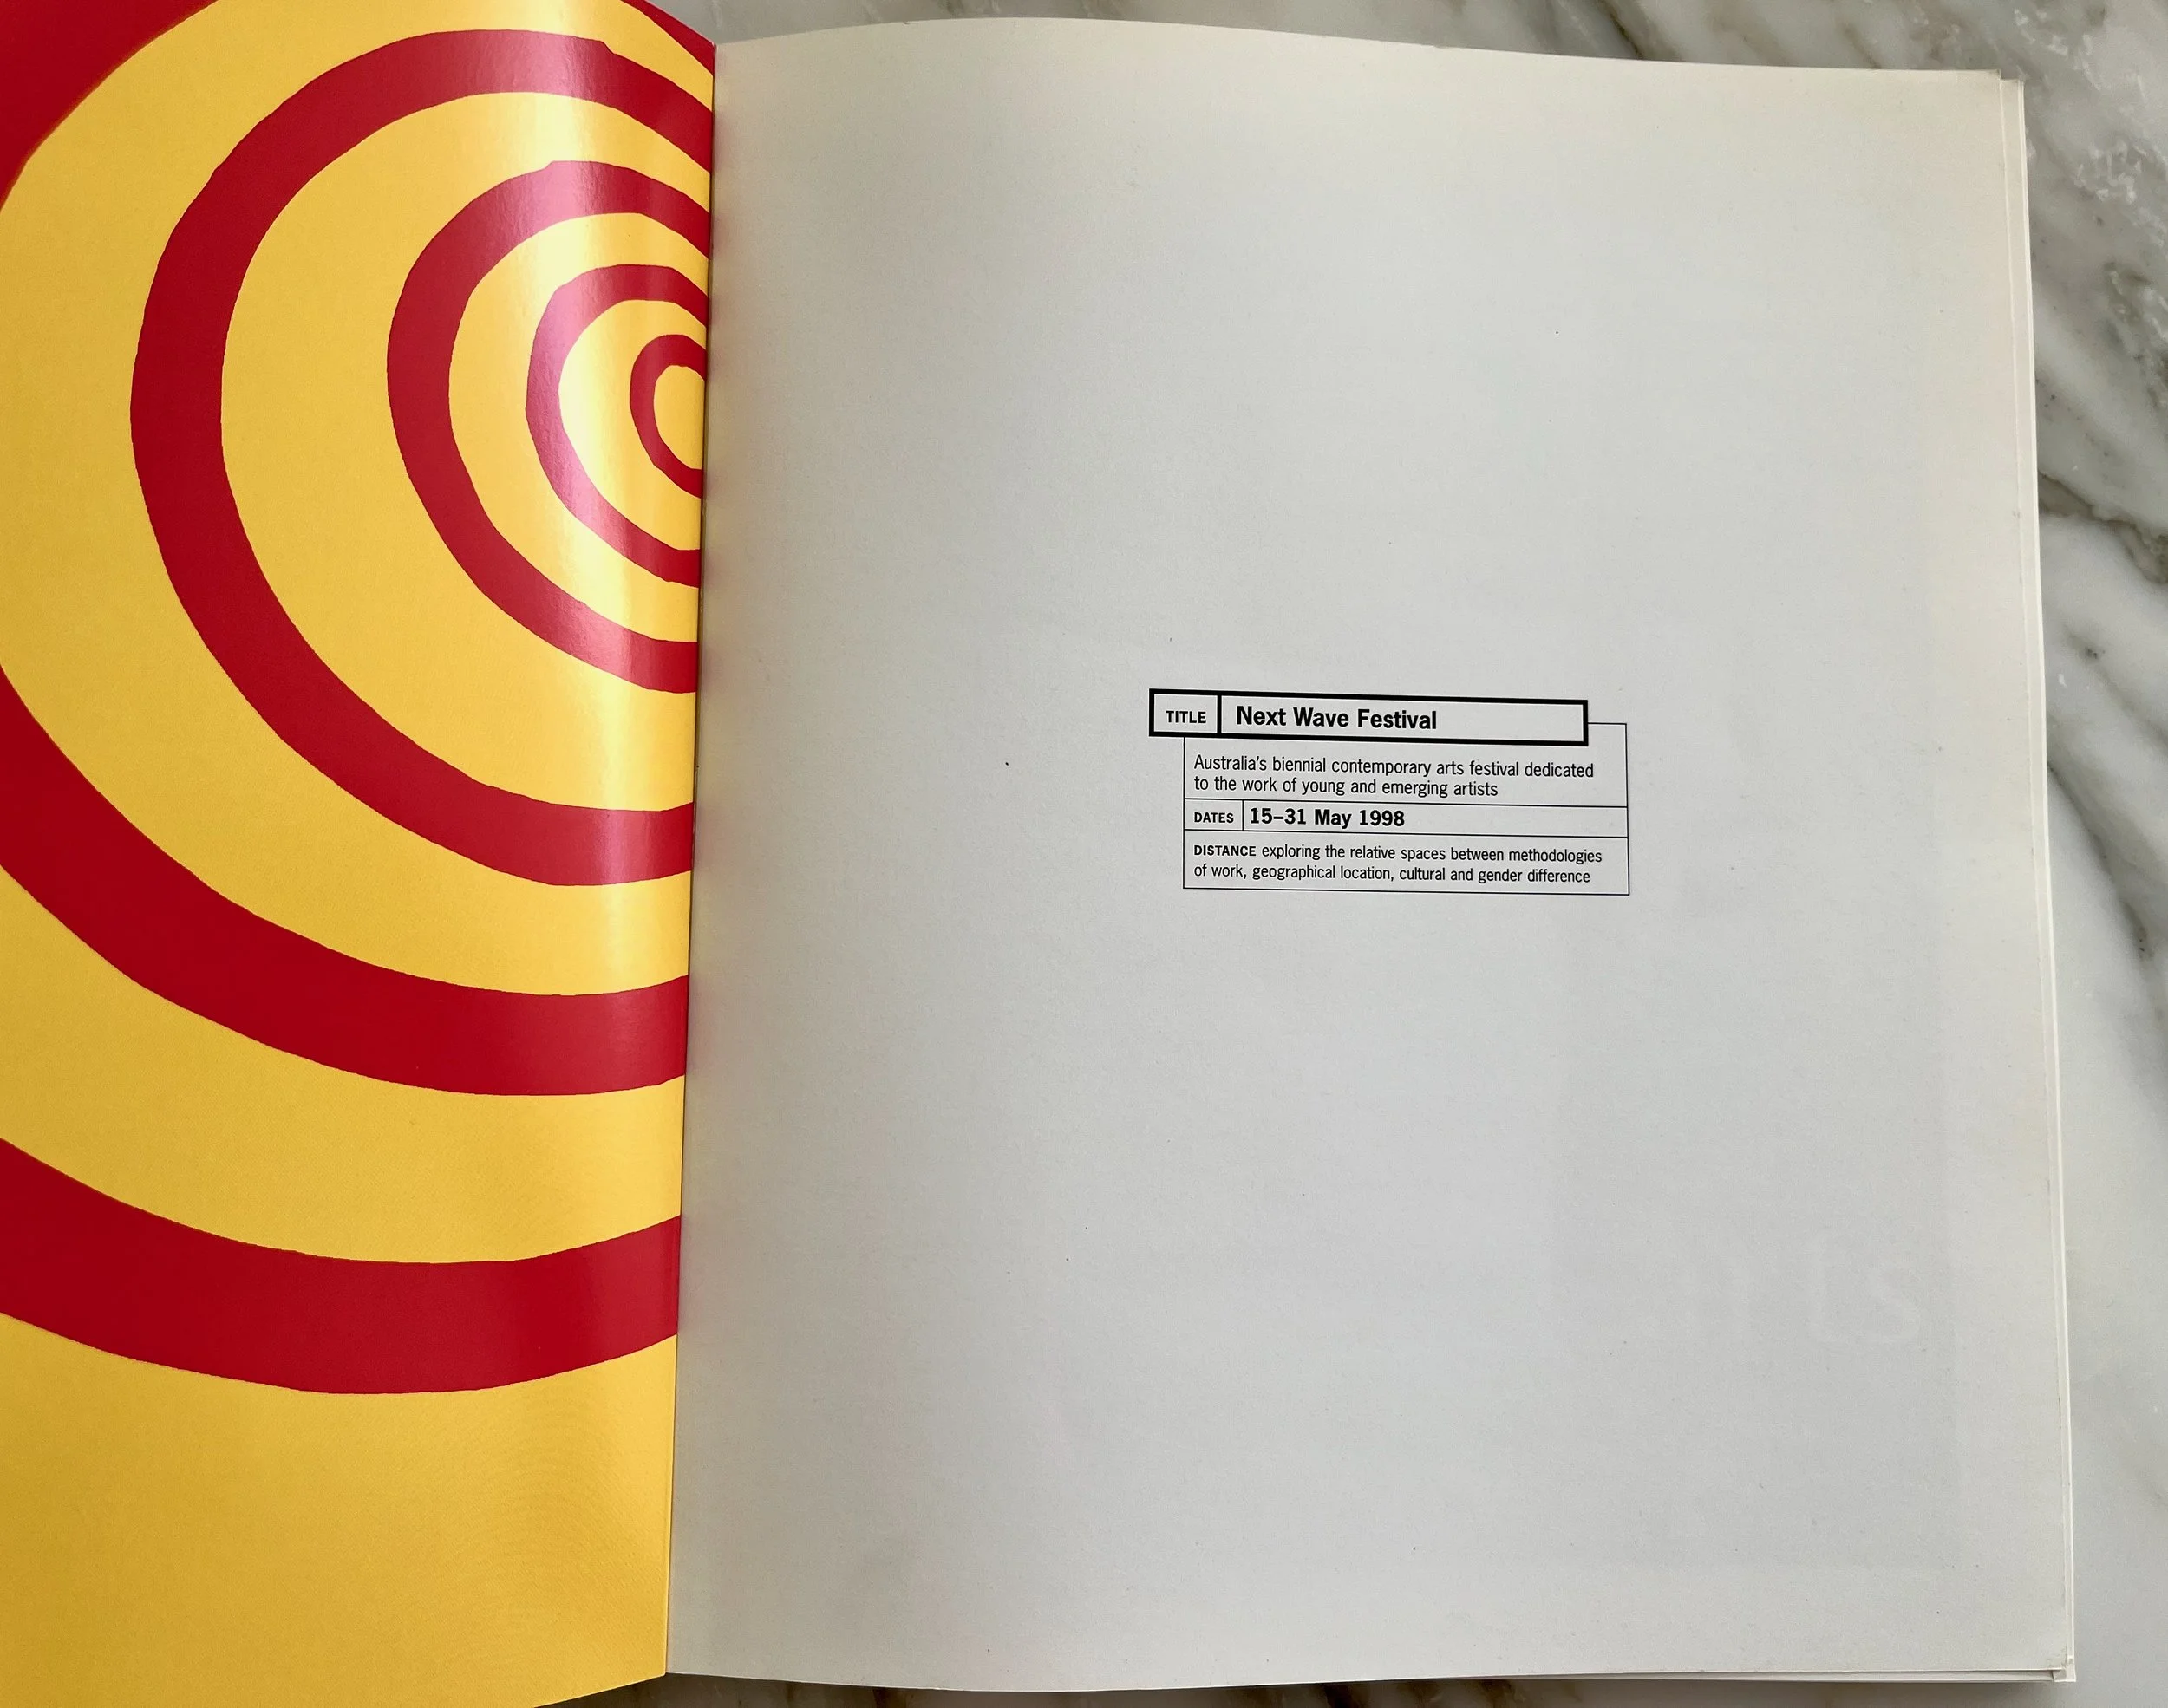 TITLE Next Wave Festival
Australia's biennial contemporary arts festival dedicated
to the work of young and emerging artists
DATES 15–31 May 1998
DISTANCE exploring the relative spaces between methodologies
of work, geographical location, cultural and gender difference